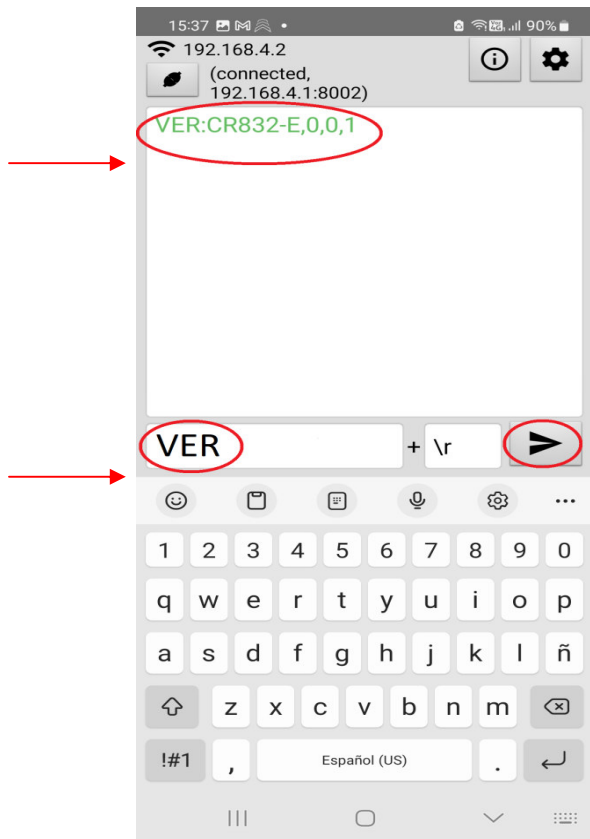 15:37 90%
192.168.4.2
(connected,
192.168.4.1:8002)
VER:CR832-E,0,0,1
VER + \r
1 2 3 4 5 6 7 8 9 0
q w e r t y u i o p
a s d f g h j k l ñ
z x c v b n m
!#1 , Español (US) .